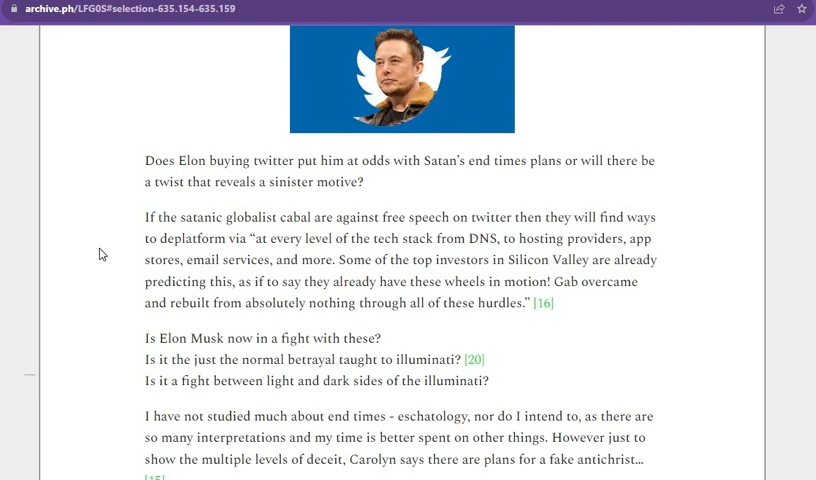 archive.ph/LFG0S#selection-635.154-635.159
Does Elon buying twitter put him at odds with Satan’s end times plans or will there be
a twist that reveals a sinister motive?
If the satanic globalist cabal are against free speech on twitter then they will find ways
to deplatform via “at every level of the tech stack from DNS, to hosting providers, app
stores, email services, and more. Some of the top investors in Silicon Valley are already
predicting this, as if to say they already have these wheels in motion! Gab overcame
and rebuilt from absolutely nothing through all of these hurdles.” [16]
Is Elon Musk now in a fight with these?
Is it the just the normal betrayal taught to illuminati? [20]
Is it a fight between light and dark sides of the illuminati?
I have not studied much about end times - eschatology, nor do I intend to, as there are
so many interpretations and my time is better spent on other things. However just to
show the multiple levels of deceit, Carolyn says there are plans for a fake antichrist...
[15]